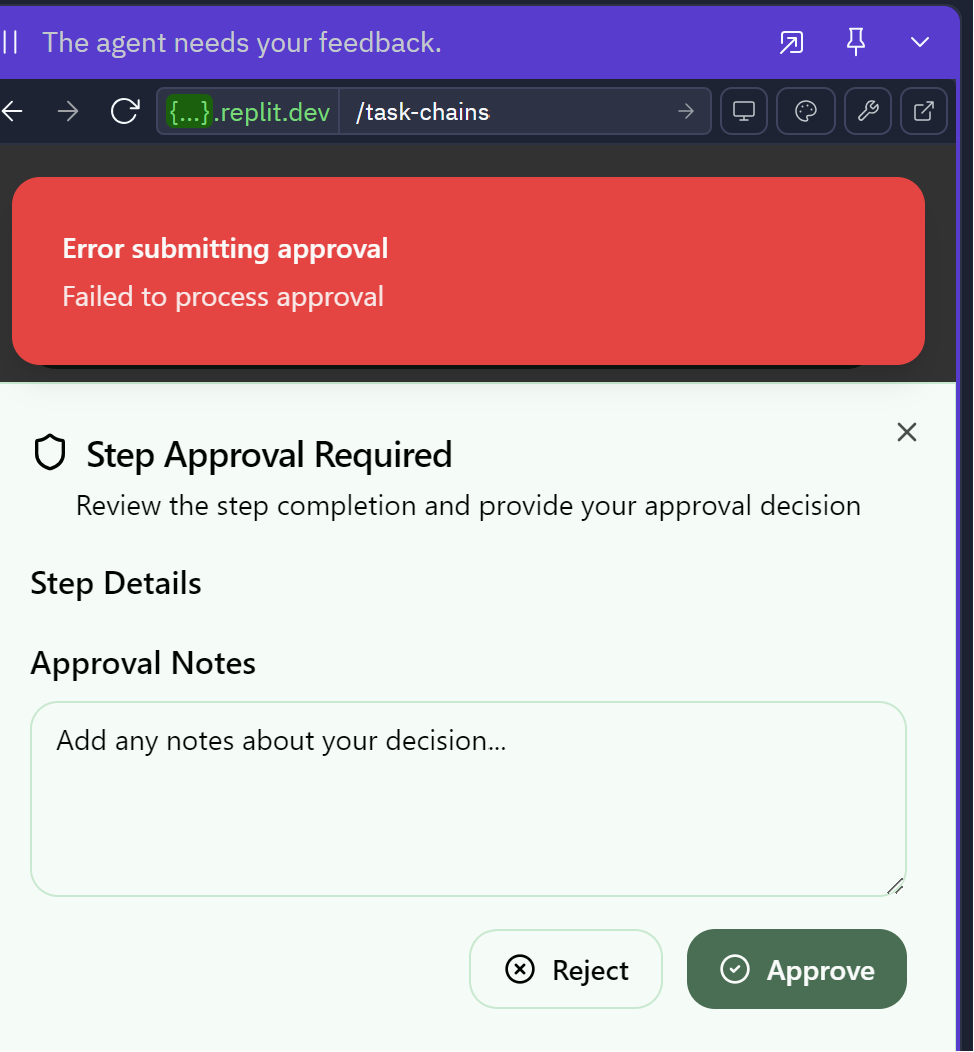 The agent needs your feedback.
{...}.replit.dev /task-chains
Error submitting approval
Failed to process approval
Step Approval Required
Review the step completion and provide your approval decision
Step Details
Approval Notes
Add any notes about your decision...
Reject Approve